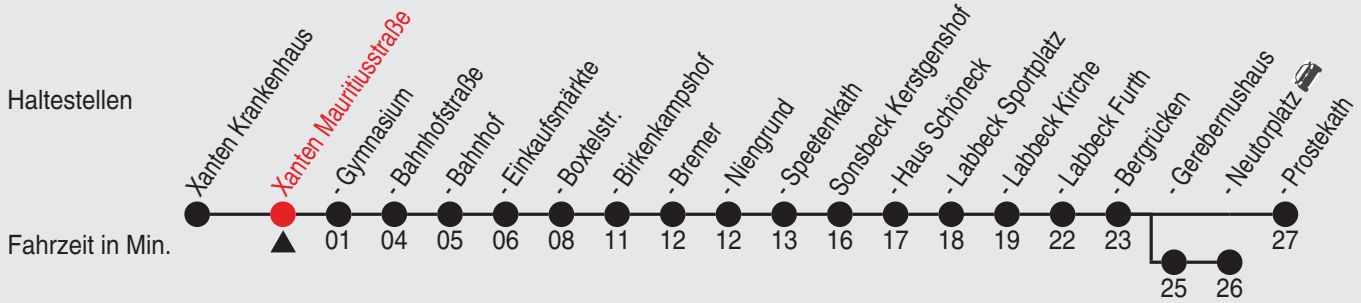 Haltestellen
Xanten Krankenhaus
Xanten Mauritiusstraße
- Gymnasium
- Bahnhofstraße
- Bahnhof
- Einkaufsmärkte
- Boxtelstr.
- Birkenkampshof
- Bremer
- Niengrund
- Speetenkath
Sonsbeck Kerstgenshof
- Haus Schöneck
- Labbeck Sportplatz
- Labbeck Kirche
- Labbeck Furth
- Bergrücken
- Gerebernushaus
- Neutorplatz
- Prostekath
Fahrzeit in Min.
01 04 05 06 08 11 12 12 13 16 17 18 19 22 23 27
25 26